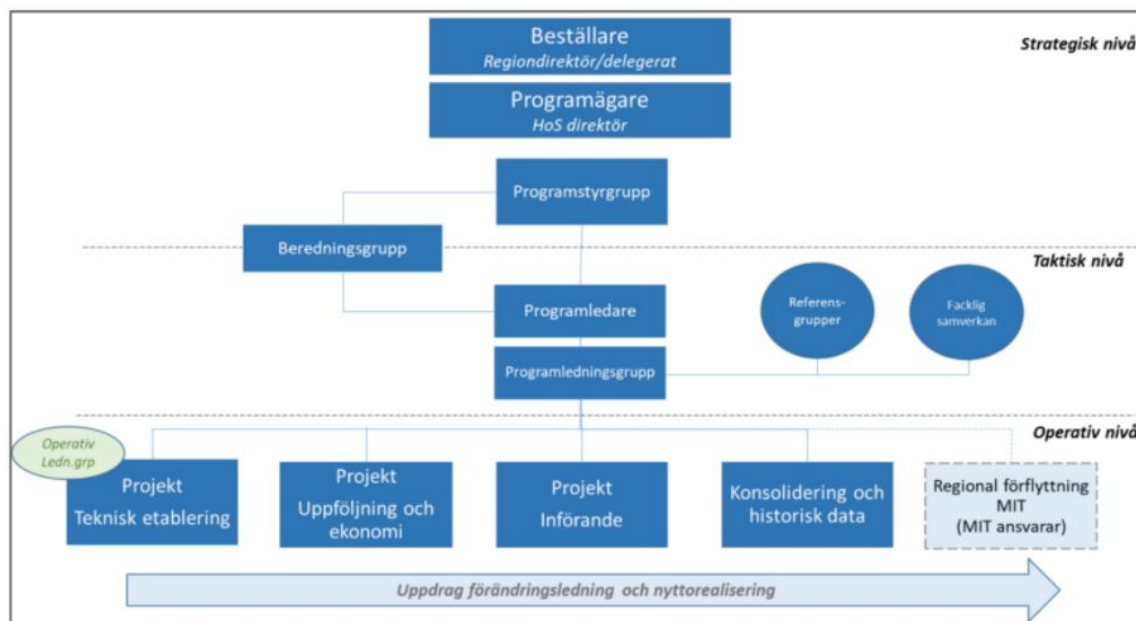 Beställare
Regiondirektör/delegerat
Strategisk nivå
Programägare
HoS direktör
Programstyrgrupp
Beredningsgrupp
Taktisk nivå
Programledare
Referens-
grupper
Facklig
samverkan
Programledningsgrupp
Operativ nivå
Operativ
Ledn.grp
Projekt
Teknisk etablering
Projekt
Uppföljning och
ekonomi
Projekt
Införande
Konsolidering och
historisk data
Regional förflyttning
MIT
(MIT ansvarar)
Uppdrag förändringsledning och nyttorealisering